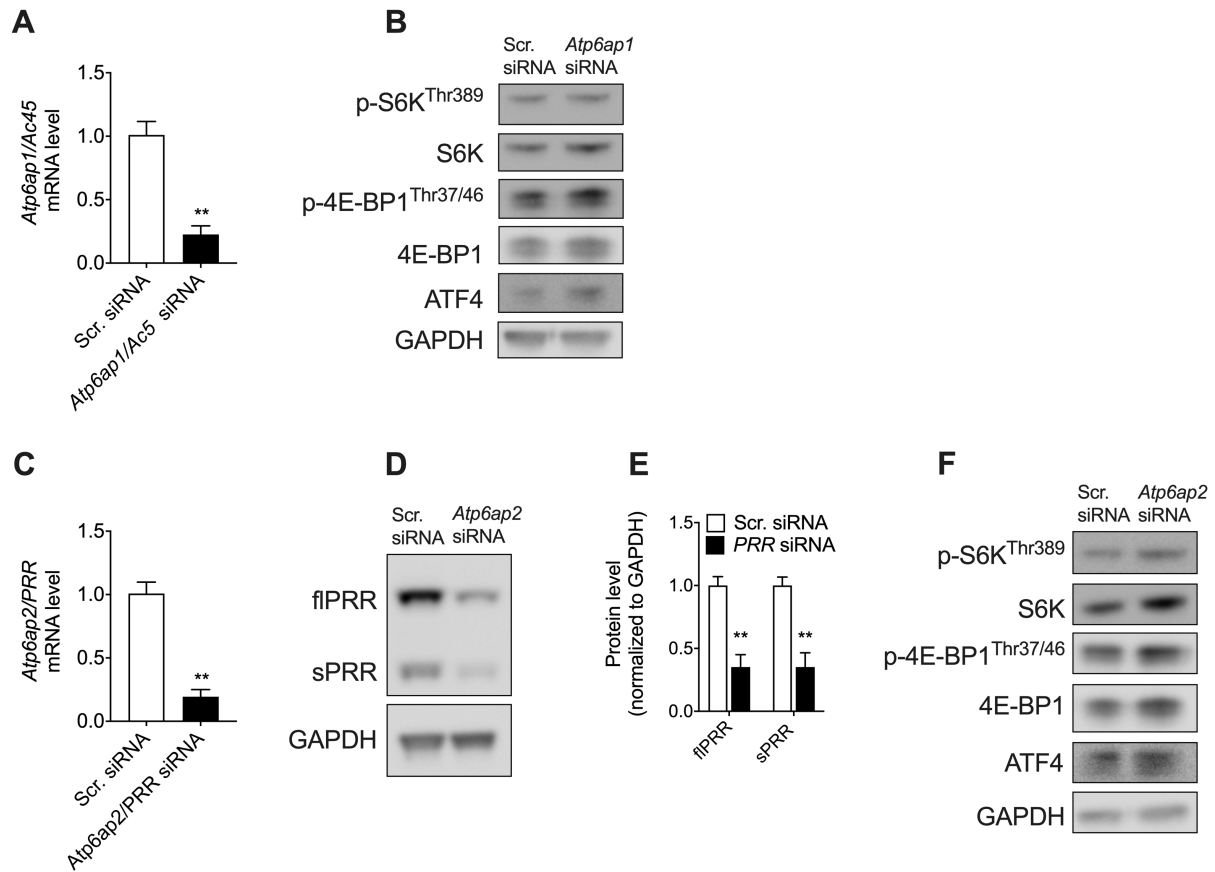 A
Atp6ap1/Ac45
mRNA level
1.5
1.0
0.5
0.0
**
Scr. siRNA
Atp6ap1/Ac5 siRNA
B
Scr.
siRNA
Atp6ap1
siRNA
p-S6KThr389
S6K
p-4E-BP1Thr37/46
4E-BP1
ATF4
GAPDH
C
Atp6ap2/PRR
mRNA level
1.5
1.0
0.5
0.0
**
Scr. siRNA
Atp6ap2/PRR siRNA
D
Scr.
siRNA
Atp6ap2
siRNA
flPRR
sPRR
GAPDH
E
Protein level
(normalized to GAPDH)
1.5
1.0
0.5
0.0
Scr. siRNA
PRR siRNA
**
**
flPRR
sPRR
F
Scr.
siRNA
Atp6ap2
siRNA
p-S6KThr389
S6K
p-4E-BP1Thr37/46
4E-BP1
ATF4
GAPDH